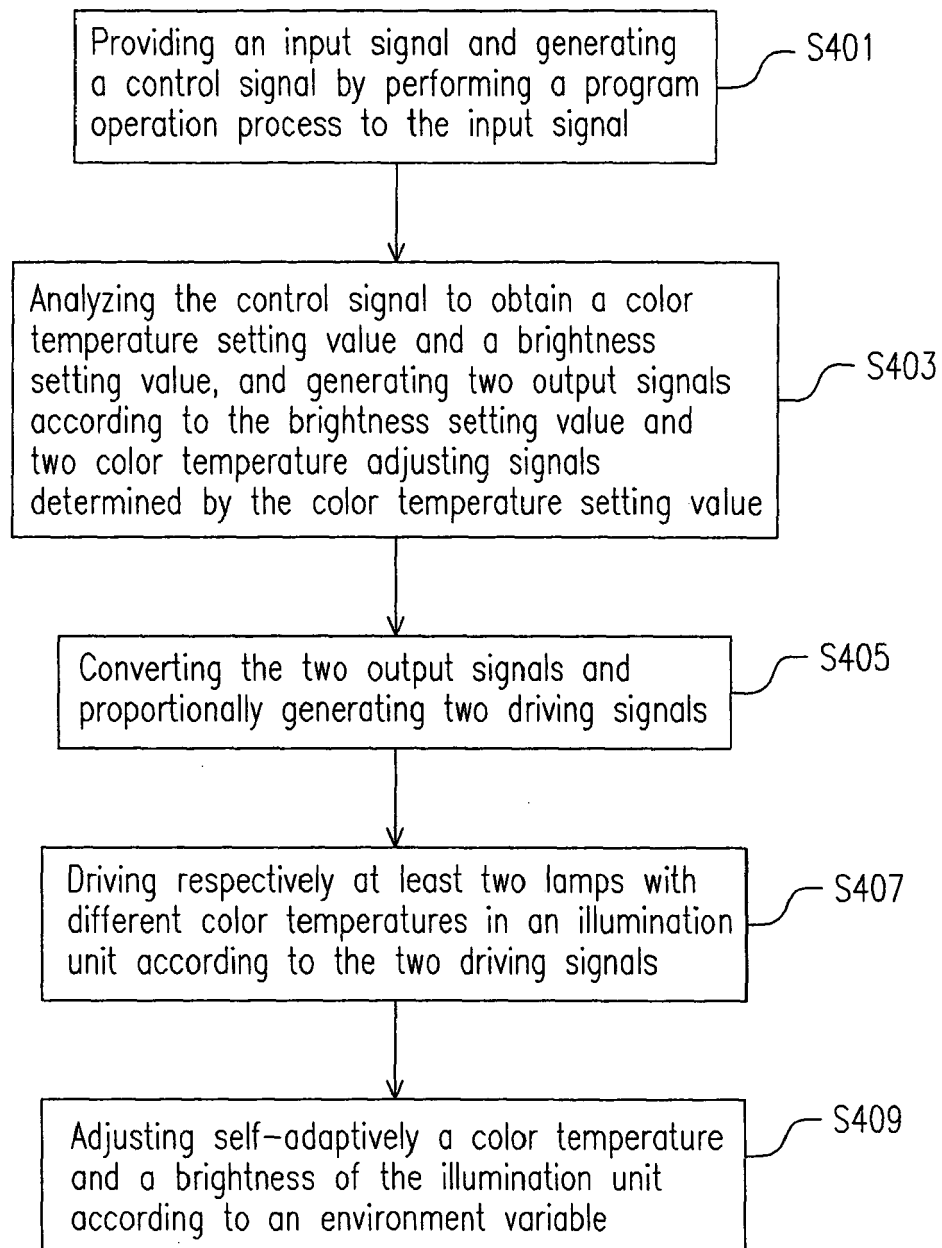 Providing an input signal and generating
a control signal by performing a program
operation process to the input signal
S401
Analyzing the control signal to obtain a color
temperature setting value and a brightness
setting value, and generating two output signals
according to the brightness setting value and
two color temperature adjusting signals
determined by the color temperature setting value
S403
Converting the two output signals and
proportionally generating two driving signals
S405
Driving respectively at least two lamps with
different color temperatures in an illumination
unit according to the two driving signals
S407
Adjusting self-adaptively a color temperature
and a brightness of the illumination unit
according to an environment variable
S409